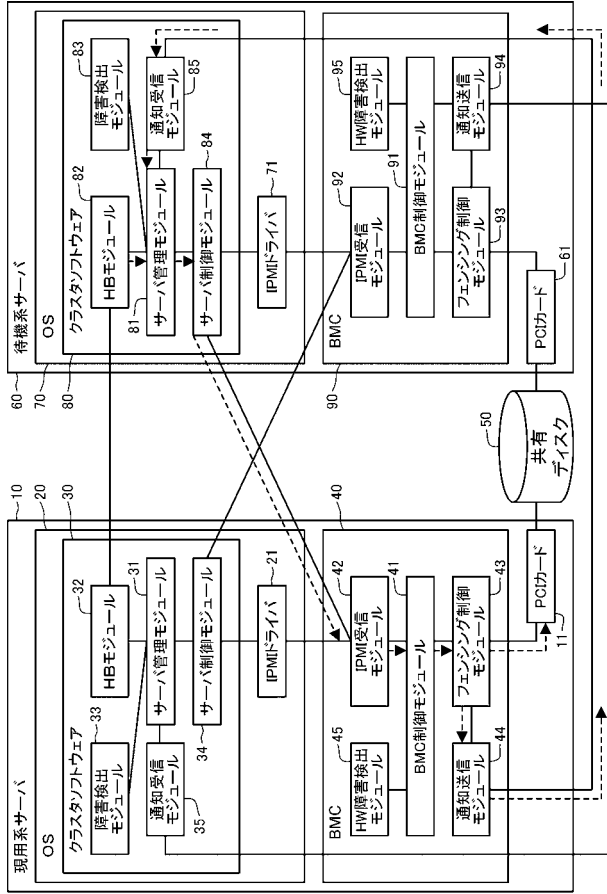 現用系サーバ
10
OS
20
クラスタソフトウェア
30
障害検出
モジュール
33
HBモジュール
32
通知受信
モジュール
35
サーバ管理モジュール
31
サーバ制御モジュール
34
IPMIドライバ
21
BMC
40
HW障害検出
モジュール
45
IPMI受信
モジュール
42
BMC制御モジュール
41
通知送信
モジュール
44
フェンシング制御
モジュール
43
PCIカード
11
共有
ディスク
50
待機系サーバ
60
OS
70
クラスタソフトウェア
80
HBモジュール
82
障害検出
モジュール
83
サーバ管理モジュール
81
通知受信
モジュール
85
サーバ制御モジュール
84
IPMIドライバ
71
BMC
90
IPMI受信
モジュール
92
HW障害検出
モジュール
95
BMC制御モジュール
91
フェンシング制御
モジュール
93
通知送信
モジュール
94
PCIカード
61